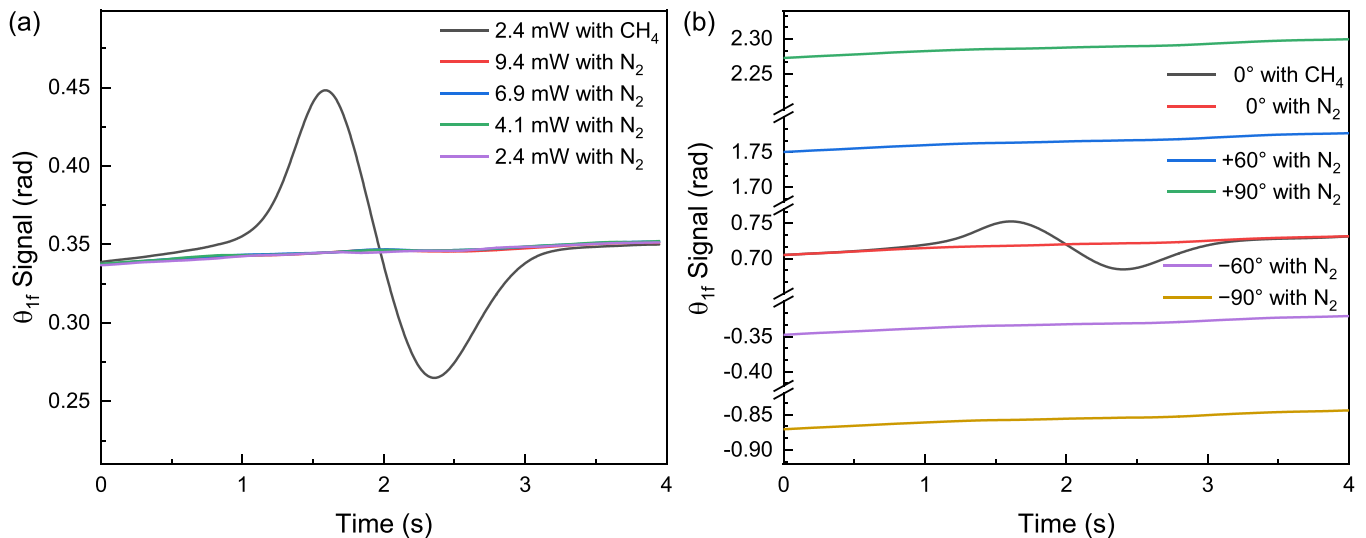 (a)
2.4 mW with CH₄
9.4 mW with N₂
6.9 mW with N₂
4.1 mW with N₂
2.4 mW with N₂
0.45
0.40
0.35
0.30
0.25
θ₁f Signal (rad)
0
1
2
3
4
Time (s)
(b)
0° with CH₄
0° with N₂
+60° with N₂
+90° with N₂
−60° with N₂
−90° with N₂
2.30
2.25
1.75
1.70
0.75
0.70
-0.35
-0.40
-0.85
-0.90
θ₁f Signal (rad)
0
1
2
3
4
Time (s)